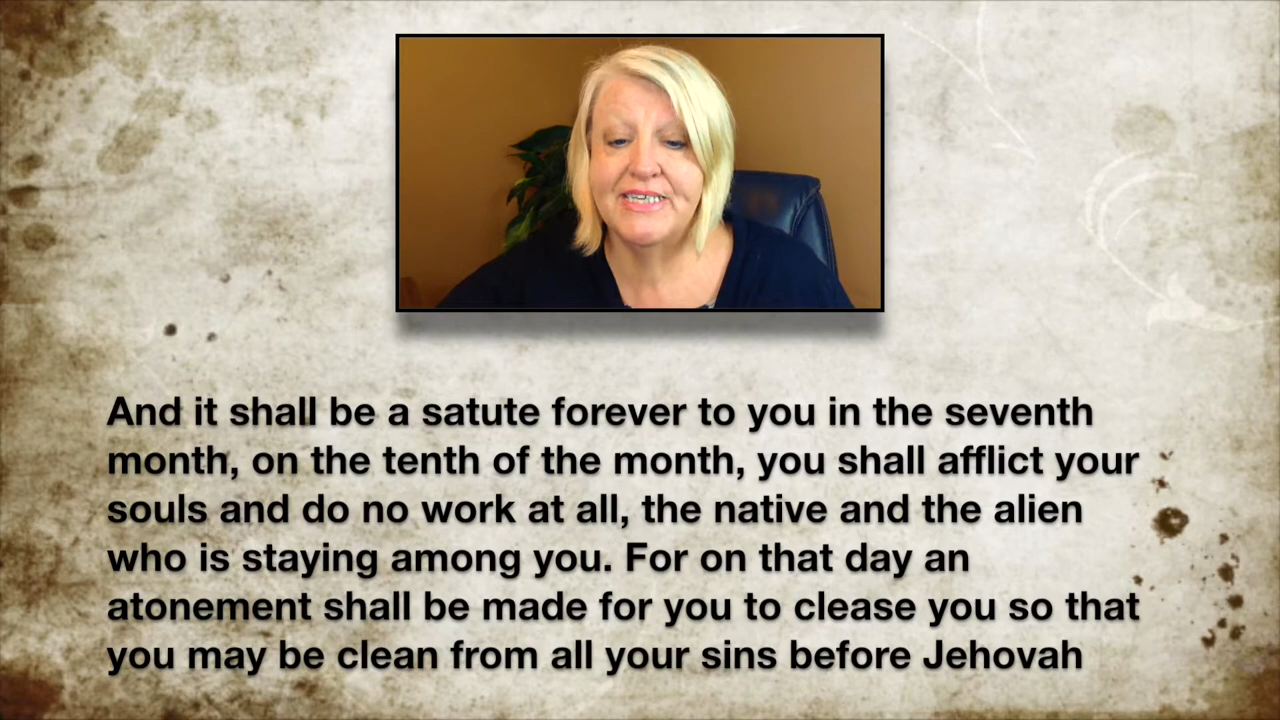 And it shall be a satute forever to you in the seventh
month, on the tenth of the month, you shall afflict your
souls and do no work at all, the native and the alien
who is staying among you. For on that day an
atonement shall be made for you to clease you so that
you may be clean from all your sins before Jehovah